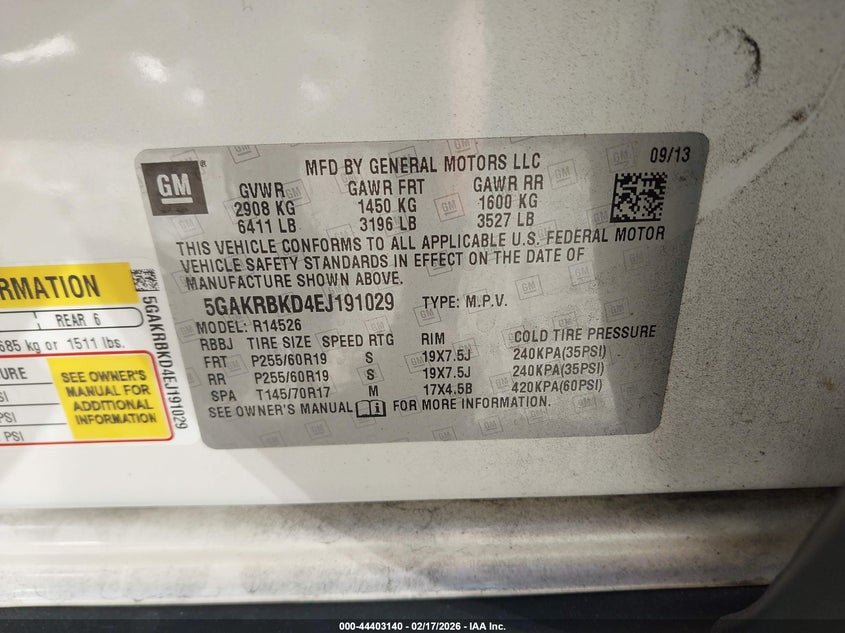 GM
®
MFD BY GENERAL MOTORS LLC
09/13
GVWR GAWR FRT GAWR RR
2908 KG 1450 KG 1600 KG
6411 LB 3196 LB 3527 LB
THIS VEHICLE CONFORMS TO ALL APPLICABLE U.S. FEDERAL MOTOR
VEHICLE SAFETY STANDARDS IN EFFECT ON THE DATE OF
MANUFACTURE SHOWN ABOVE.
5GAKRBKD4EJ191029 TYPE: M.P.V.
MODEL: R14526
RBBJ TIRE SIZE SPEED RTG RIM COLD TIRE PRESSURE
FRT P255/60R19 S 19X7.5J 240KPA(35PSI)
RR P255/60R19 S 19X7.5J 240KPA(35PSI)
SPA T145/70R17 M 17X4.5B 420KPA(60PSI)
SEE OWNER'S MANUAL i FOR MORE INFORMATION.
RMATION
REAR 6
685 kg or 1511 lbs.
URE
SI
PSI
PSI
SEE OWNER'S
MANUAL FOR
ADDITIONAL
INFORMATION
5GAKRBKD4EJ191029
000-44403140 - 02/17/2026 - IAA Inc.